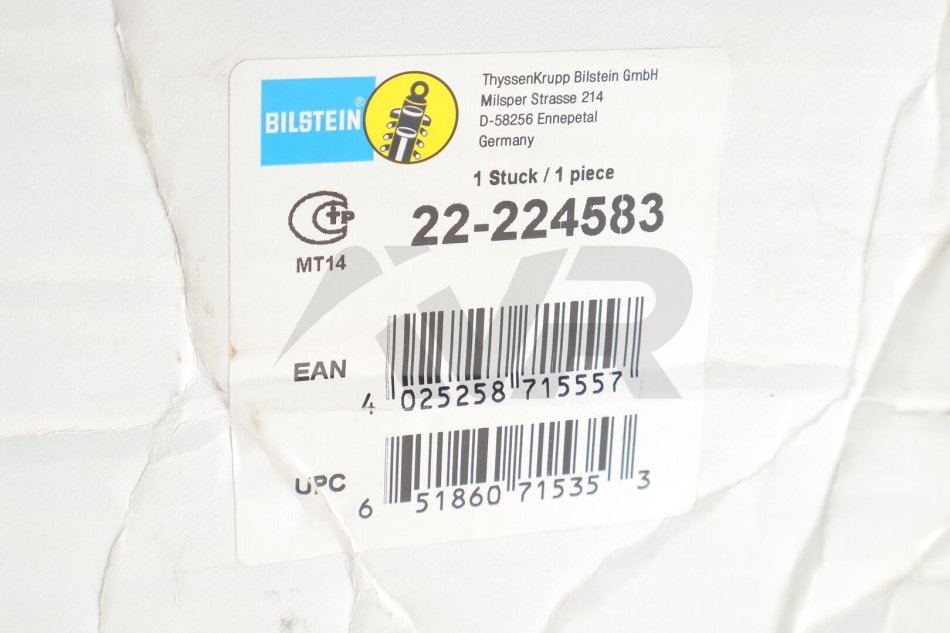 BILSTEIN®
ThyssenKrupp Bilstein GmbH
Milsper Strasse 214
D-58256 Ennepetal
Germany
1 Stuck / 1 piece
22-224583
MT14
EAN
4 025258 715557
UPC
6 51860 71535 3